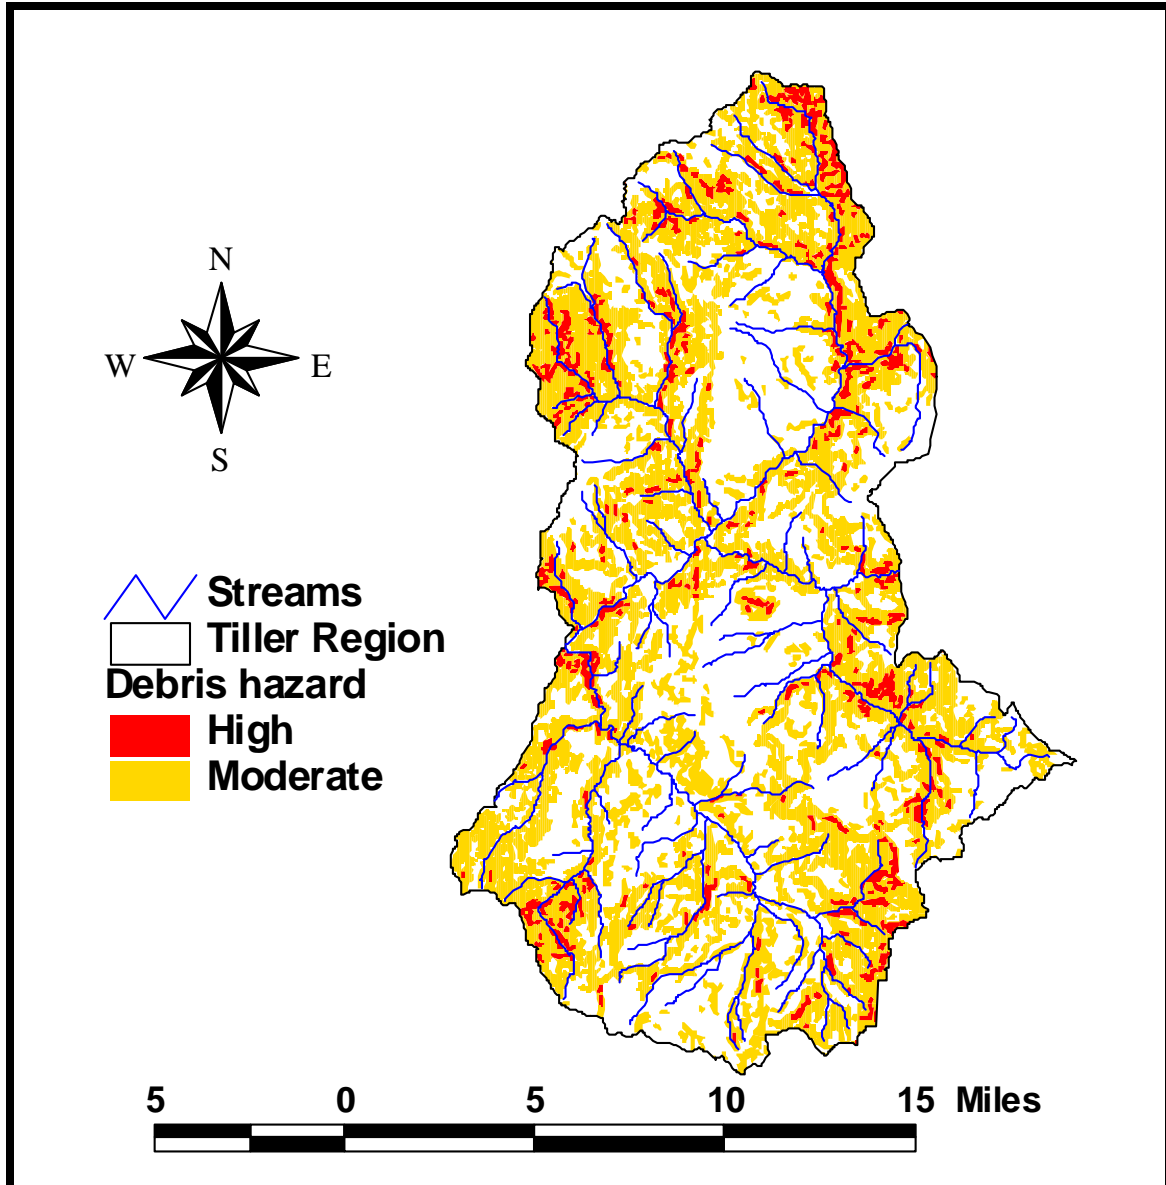 N
W E
S
Streams
Tiller Region
Debris hazard
High
Moderate
5 0 5 10 15 Miles